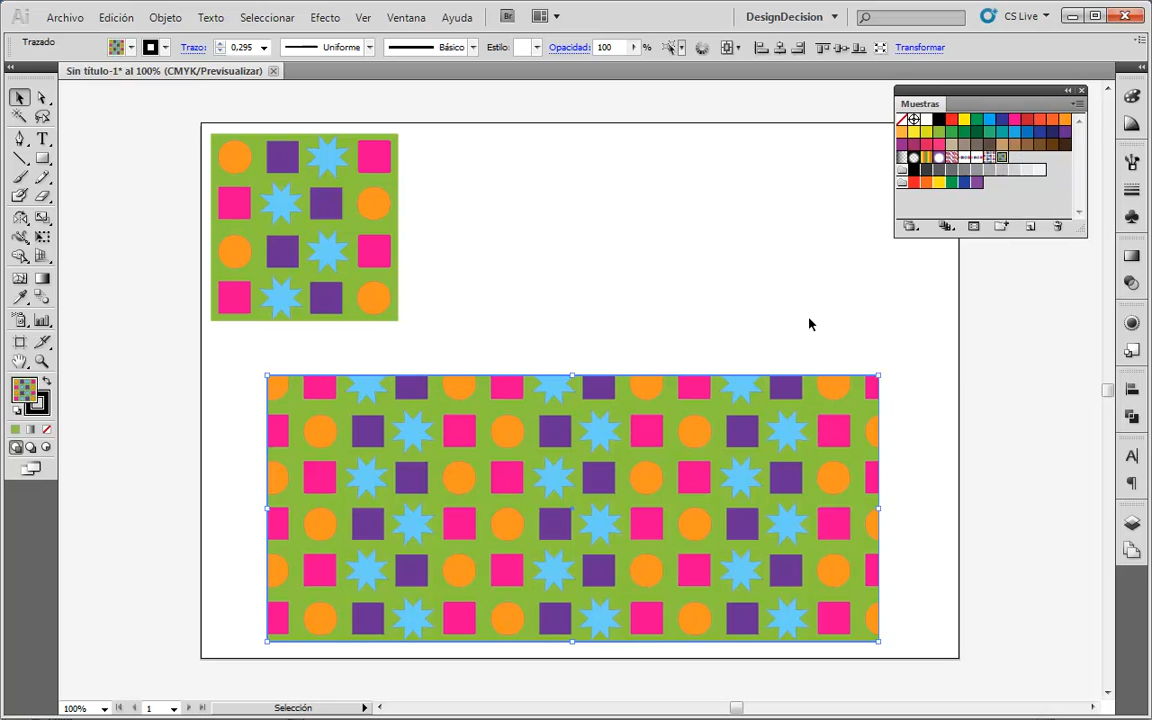 Ai Archivo Edición Objeto Texto Seleccionar Efecto Ver Ventana Ayuda Br DesignDecision CS Live
Trazado Trazo: 0,295 Uniforme Básico Estilo: Opacidad: 100 % Transformar
Sin título-1* al 100% (CMYK/Previsualizar)
Muestras
100% 1 Selección